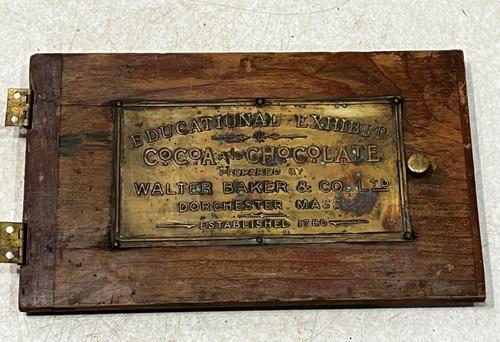 EDUCATIONAL EXHIBIT
COCOA AND CHOCOLATE
PREPARED BY
WALTER BAKER & CO. LTD
DORCHESTER, MASS.
ESTABLISHED 1780